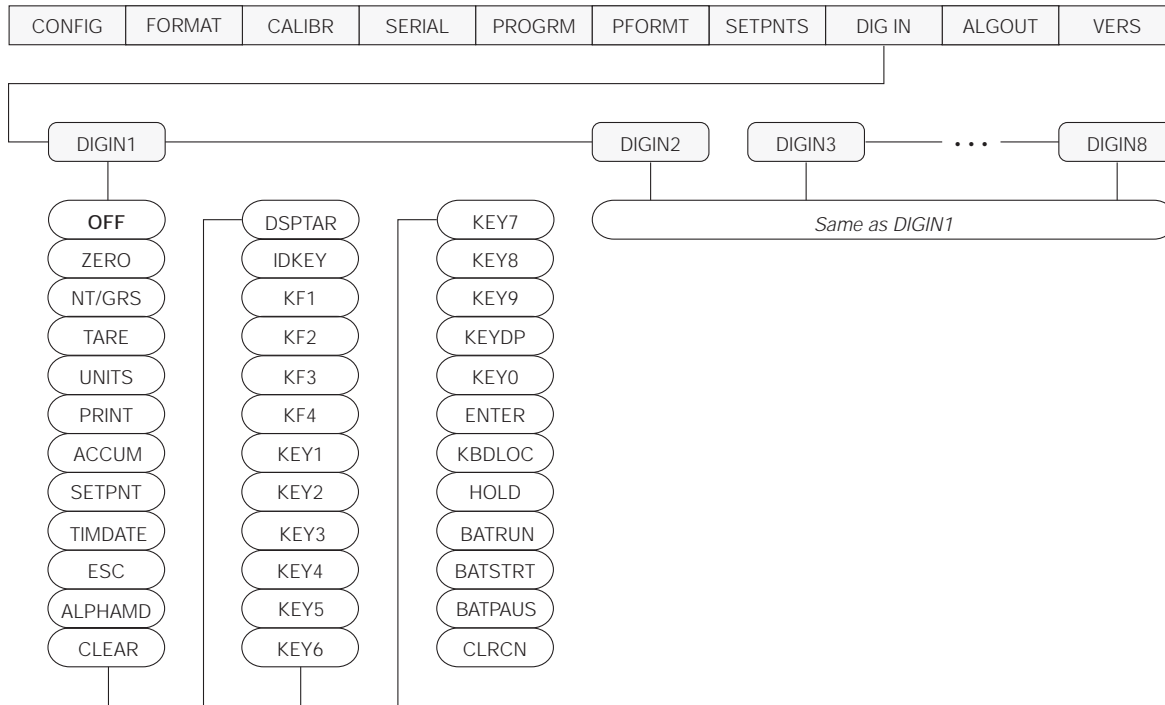 CONFIG FORMAT CALIBR SERIAL PROGRM PFORMT SETPNTS DIG IN ALGOUT VERS
DIGIN1 DIGIN2 DIGIN3 • • • DIGIN8
OFF DSPTAR KEY7 Same as DIGIN1
ZERO IDKEY KEY8
NT/GRS KF1 KEY9
TARE KF2 KEYDP
UNITS KF3 KEY0
PRINT KF4 ENTER
ACCUM KEY1 KBDLOC
SETPNT KEY2 HOLD
TIMDATE KEY3 BATRUN
ESC KEY4 BATSTRT
ALPHAMD KEY5 BATPAUS
CLEAR KEY6 CLRCN